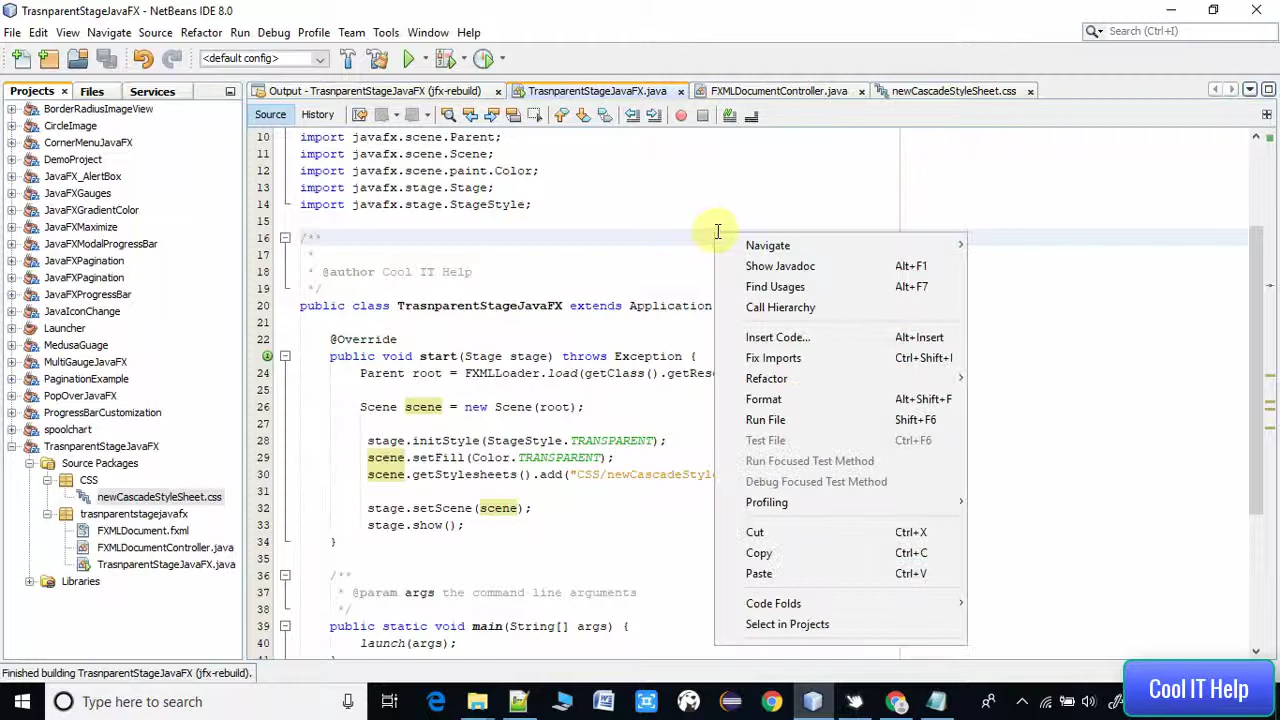 TrasnparentStageJavaFX - NetBeans IDE 8.0
File Edit View Navigate Source Refactor Run Debug Profile Team Tools Window Help
Search (Ctrl+I)
<default config>
Projects Files Services
Output - TrasnparentStageJavaFX (jfx-rebuild) TrasnparentStageJavaFX.java FXMLDocumentController.java newCascadeStyleSheet.css
Source History
BorderRadiusImageView
CircleImage
CornerMenuJavaFX
DemoProject
JavaFX_AlertBox
JavaFXGauges
JavaFXGradientColor
JavaFXMaximize
JavaFXModalProgressBar
JavaFXPagination
JavaFXPagination
JavaFXProgressBar
JavaIconChange
Launcher
MedusaGuage
MultiGaugeJavaFX
PaginationExample
PopOverJavaFX
ProgressBarCustomization
spoolchart
TrasnparentStageJavaFX
Source Packages
CSS
newCascadeStyleSheet.css
trasnparentstagejavafx
FXMLDocument.fxml
FXMLDocumentController.java
TrasnparentStageJavaFX.java
Libraries
10 import javafx.scene.Parent;
11 import javafx.scene.Scene;
12 import javafx.scene.paint.Color;
13 import javafx.stage.Stage;
14 import javafx.stage.StageStyle;
15
16 /**
17 *
18 * @author Cool IT Help
19 */
20 public class TrasnparentStageJavaFX extends Application
21
22 @Override
public void start(Stage stage) throws Exception {
24 Parent root = FXMLLoader.load(getClass().getReso
25
26 Scene scene = new Scene(root);
27
28 stage.initStyle(StageStyle.TRANSPARENT);
29 scene.setFill(Color.TRANSPARENT);
30 scene.getStylesheets().add("CSS/newCascadeStyle
31
32 stage.setScene(scene);
33 stage.show();
34 }
35
36 /**
37 * @param args the command line arguments
38 */
39 public static void main(String[] args) {
40 launch(args);
41 }
Navigate
Show Javadoc Alt+F1
Find Usages Alt+F7
Call Hierarchy
Insert Code... Alt+Insert
Fix Imports Ctrl+Shift+I
Refactor
Format Alt+Shift+F
Run File Shift+F6
Test File Ctrl+F6
Run Focused Test Method
Debug Focused Test Method
Profiling
Cut Ctrl+X
Copy Ctrl+C
Paste Ctrl+V
Code Folds
Select in Projects
Finished building TrasnparentStageJavaFX (jfx-rebuild).
Type here to search
Cool IT Help